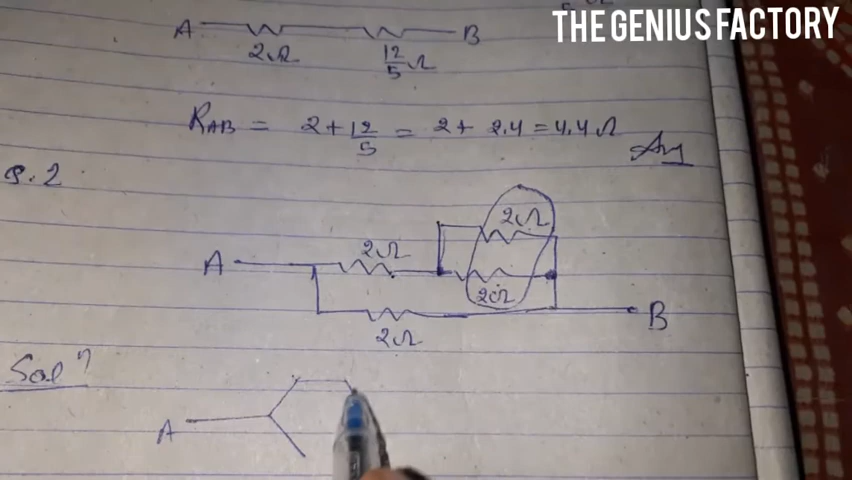 THE GENIUS FACTORY
A B
2Ω 12/5 Ω
R_AB = 2 + 12/5 = 2 + 2.4 = 4.4 Ω
Ans
Q.2
2Ω
A 2Ω
2Ω
B
2Ω
Solⁿ
A